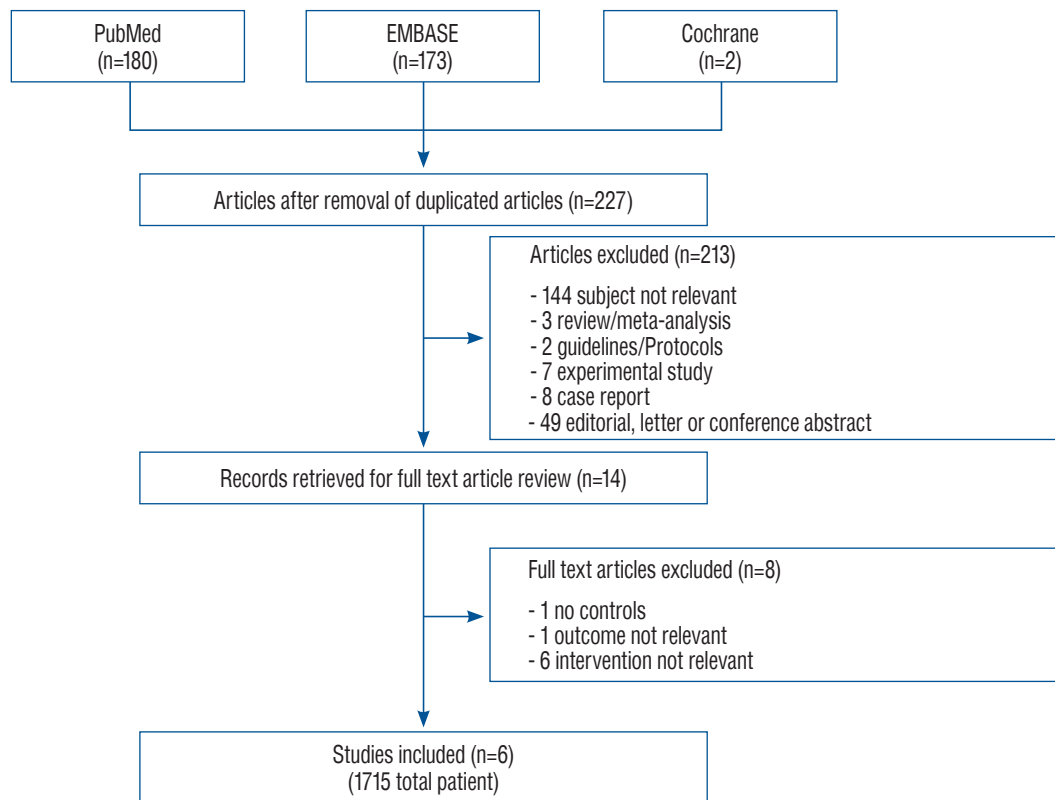 PubMed
(n=180)
EMBASE
(n=173)
Cochrane
(n=2)
Articles after removal of duplicated articles (n=227)
Articles excluded (n=213)
- 144 subject not relevant
- 3 review/meta-analysis
- 2 guidelines/Protocols
- 7 experimental study
- 8 case report
- 49 editorial, letter or conference abstract
Records retrieved for full text article review (n=14)
Full text articles excluded (n=8)
- 1 no controls
- 1 outcome not relevant
- 6 intervention not relevant
Studies included (n=6)
(1715 total patient)